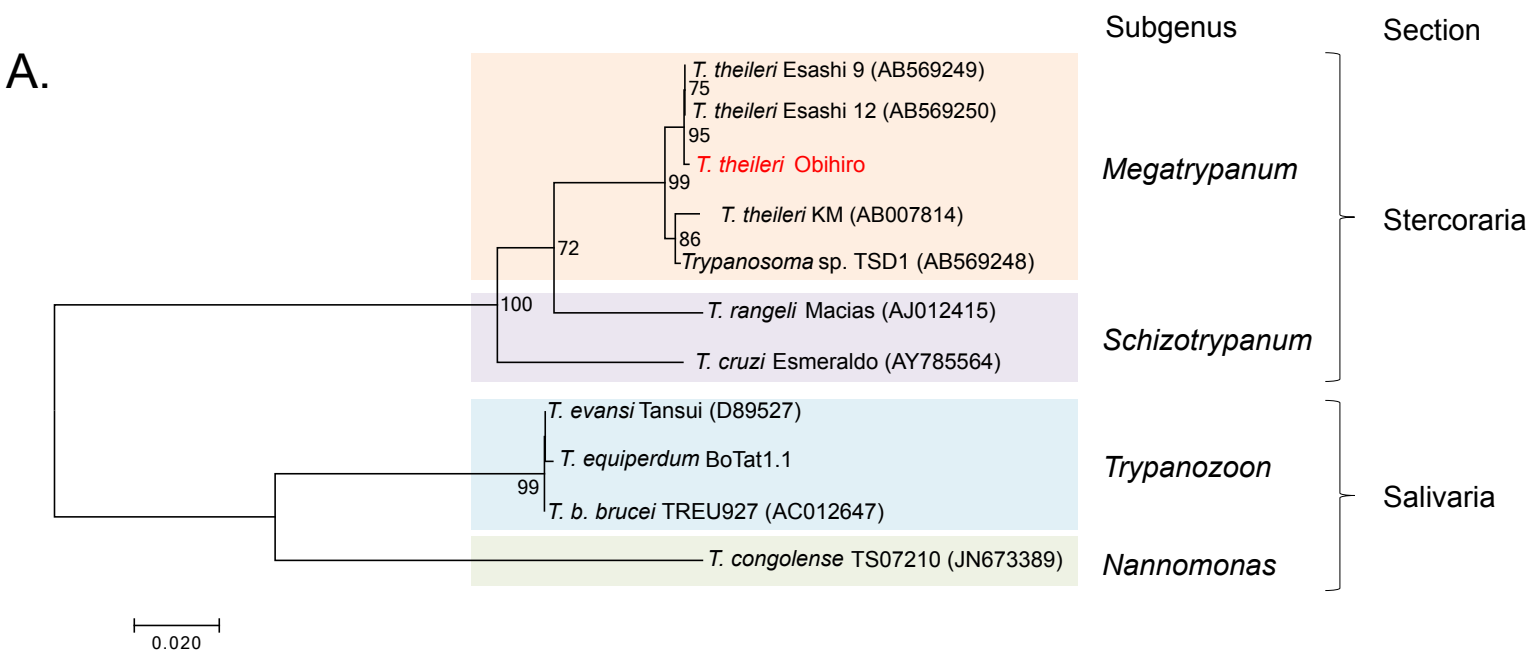 Subgenus
Section
A.
T. theileri Esashi 9 (AB569249)
75
T. theileri Esashi 12 (AB569250)
95
T. theileri Obihiro
Megatrypanum
99
T. theileri KM (AB007814)
Stercoraria
86
72
Trypanosoma sp. TSD1 (AB569248)
100
T. rangeli Macias (AJ012415)
Schizotrypanum
T. cruzi Esmeraldo (AY785564)
T. evansi Tansui (D89527)
T. equiperdum BoTat1.1
Trypanozoon
99
Salivaria
T. b. brucei TREU927 (AC012647)
T. congolense TS07210 (JN673389)
Nannomonas
0.020